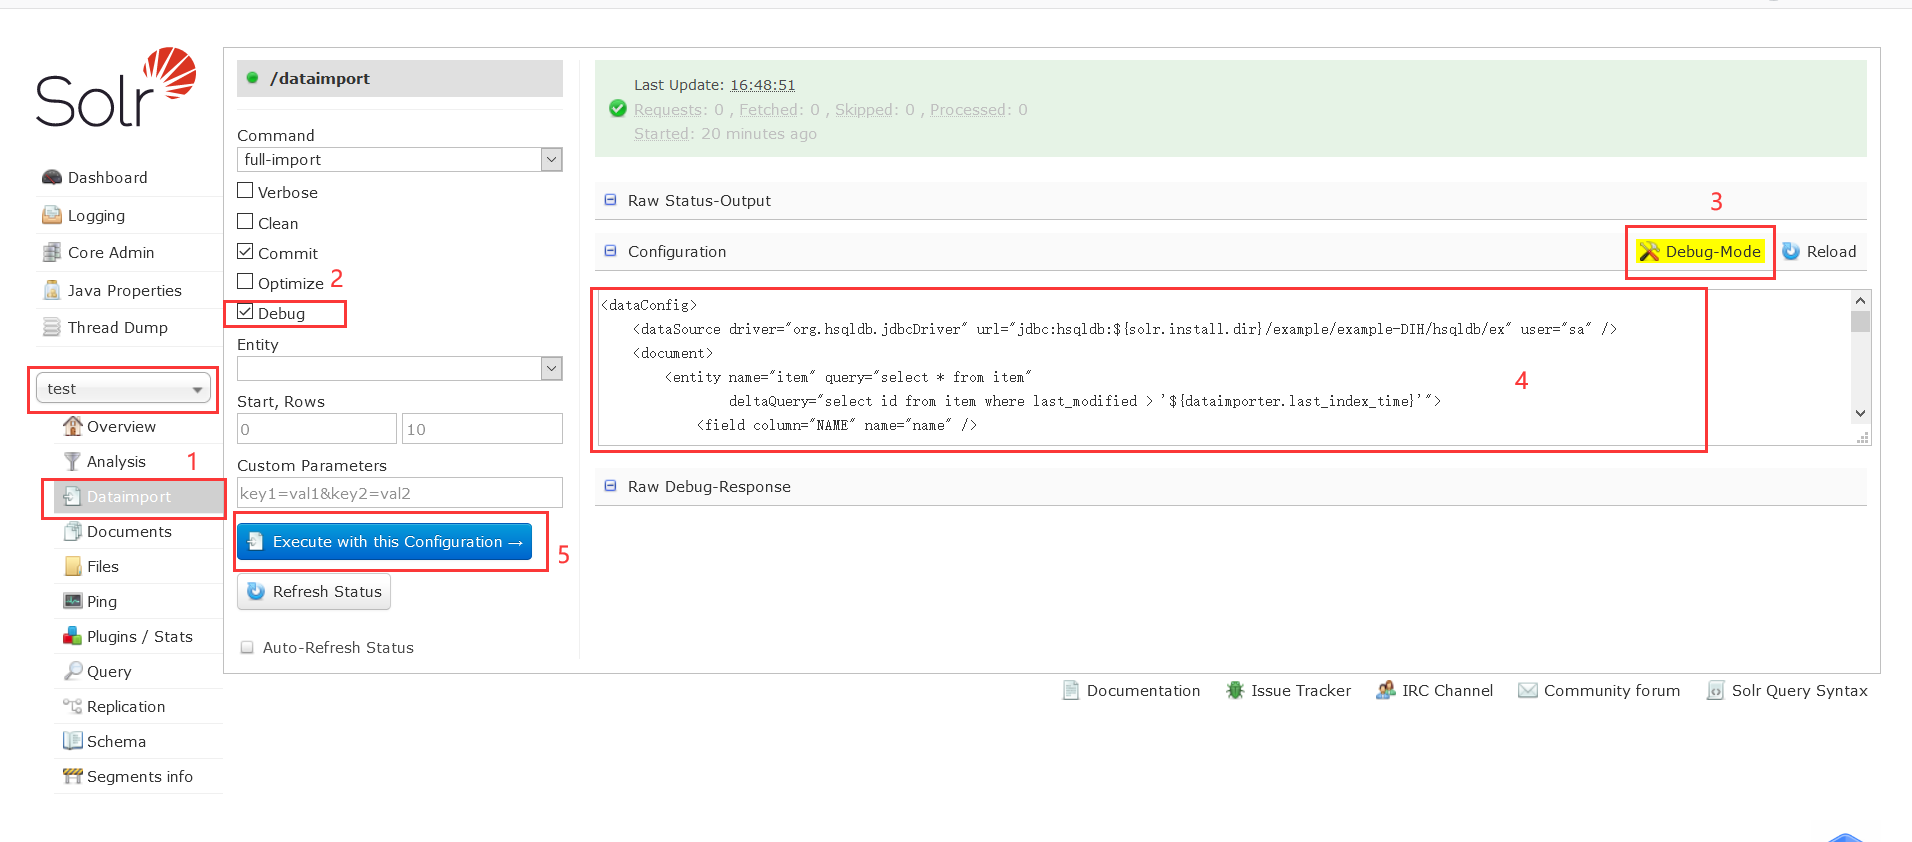 Solr
Dashboard
Logging
Core Admin
Java Properties
Thread Dump
test
Overview
Analysis
1
Dataimport
Documents
Files
Ping
Plugins / Stats
Query
Replication
Schema
Segments info
/dataimport
Command
full-import
Verbose
Clean
Commit
Optimize
2
Debug
Entity
Start, Rows
0
10
Custom Parameters
key1=val1&key2=val2
Execute with this Configuration →
5
Refresh Status
Auto-Refresh Status
Last Update: 16:48:51
Requests: 0 , Fetched: 0 , Skipped: 0 , Processed: 0
Started: 20 minutes ago
Raw Status-Output
3
Configuration
Debug-Mode
Reload
<dataConfig>
<dataSource driver="org.hsqldb.jdbcDriver" url="jdbc:hsqldb:${solr.install.dir}/example/example-DIH/hsqldb/ex" user="sa" />
<document>
<entity name="item" query="select * from item"
4
deltaQuery="select id from item where last_modified > '${dataimporter.last_index_time}'">
<field column="NAME" name="name" />
Raw Debug-Response
Documentation
Issue Tracker
IRC Channel
Community forum
Solr Query Syntax